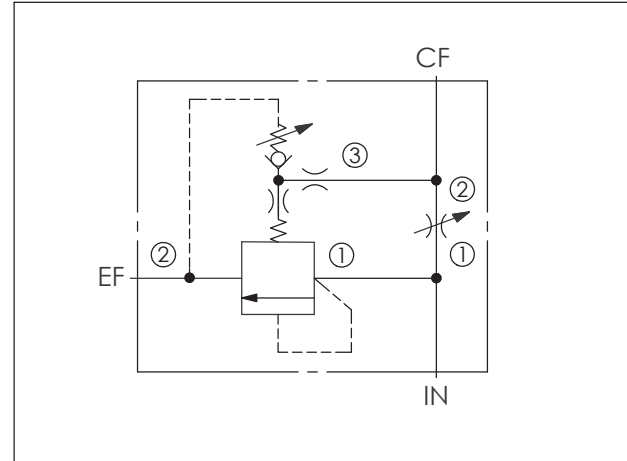 CF
③
②
② ① ①
EF
IN